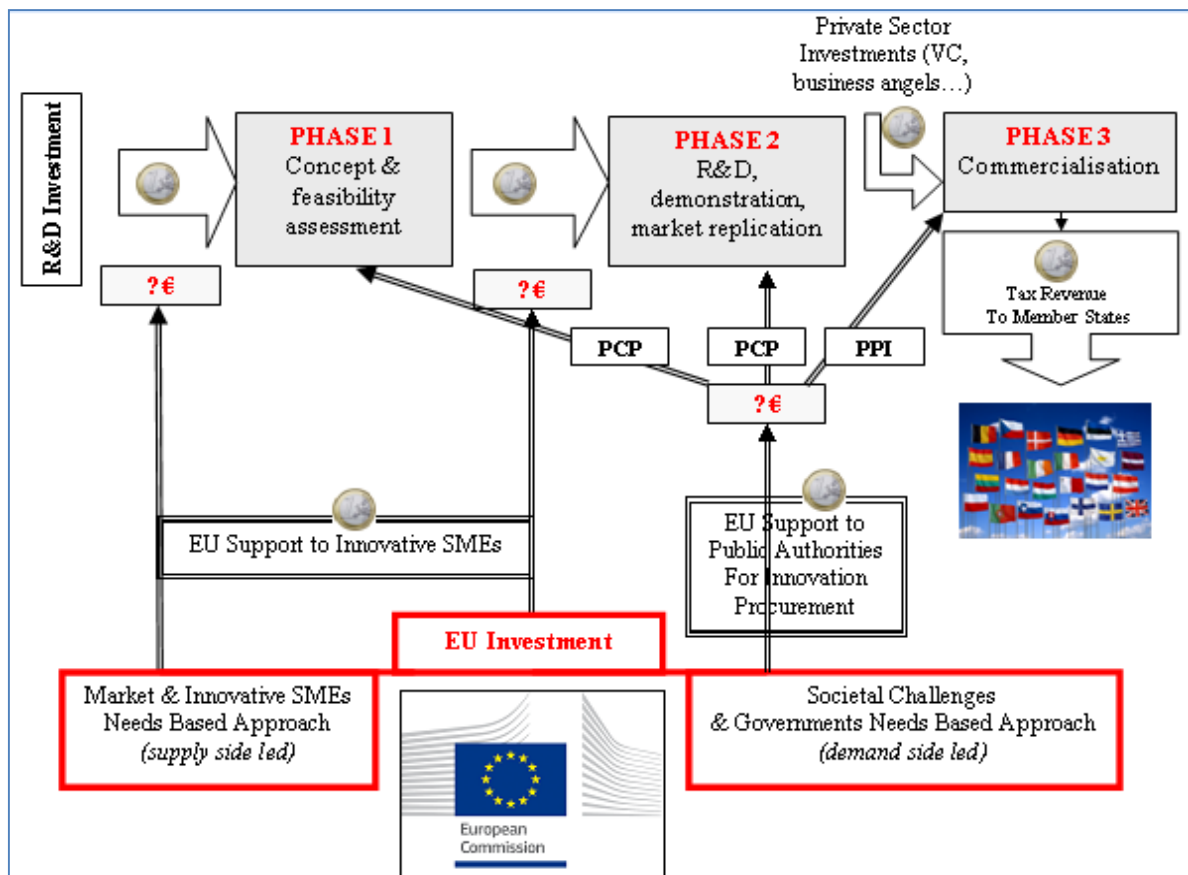 Private Sector
Investments (VC,
business angels…)
R&D Investment
PHASE 1
Concept &
feasibility
assessment
PHASE 2
R&D,
demonstration,
market replication
PHASE 3
Commercialisation
?€
?€
Tax Revenue
To Member States
PCP
PCP
PPI
?€
EU Support to Innovative SMEs
EU Support to
Public Authorities
For Innovation
Procurement
EU Investment
Market & Innovative SMEs
Needs Based Approach
(supply side led)
Societal Challenges
& Governments Needs Based Approach
(demand side led)
European
Commission